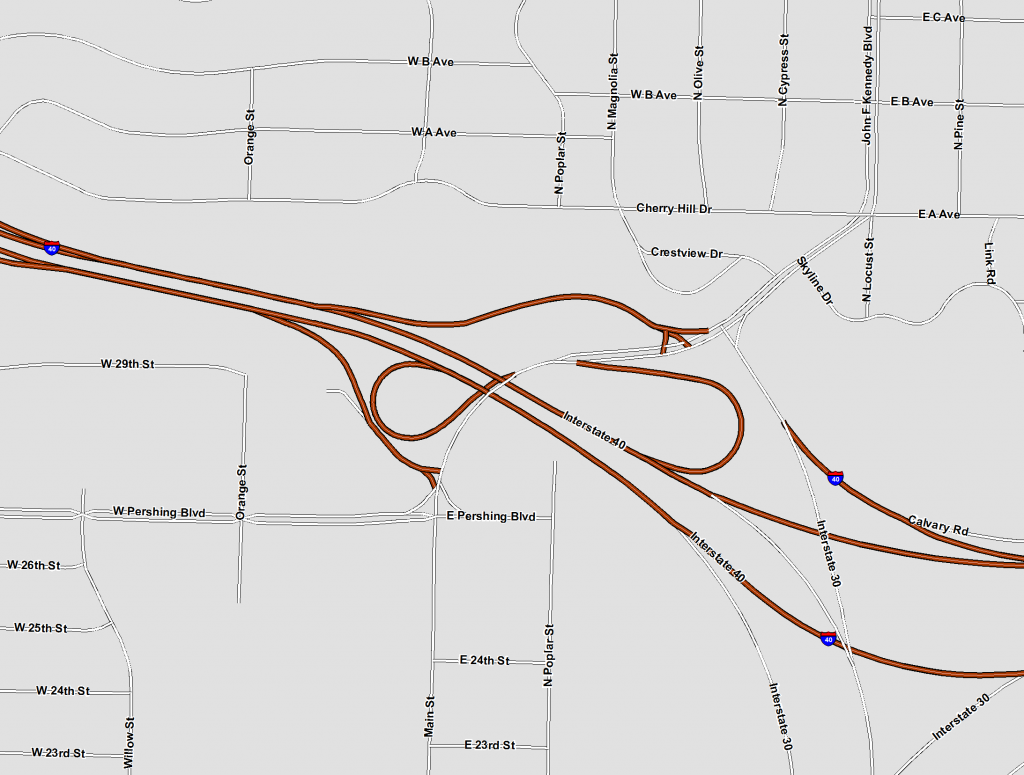 E C Ave
John F Kennedy Blvd
N Cypress St
N Olive St
N Magnolia St
W B Ave
W B Ave
E B Ave
N Pine St
Orange St
W A Ave
N Poplar St
Cherry Hill Dr
E A Ave
40
Crestview Dr
Skyline Dr
N Locust St
Link Rd
W 29th St
Interstate 40
40
Orange St
W Pershing Blvd
E Pershing Blvd
Calvary Rd
Interstate 30
Interstate 40
W 26th St
W 25th St
40
N Poplar St
E 24th St
W 24th St
Main St
Interstate 30
Interstate 30
Willow St
E 23rd St
W 23rd St